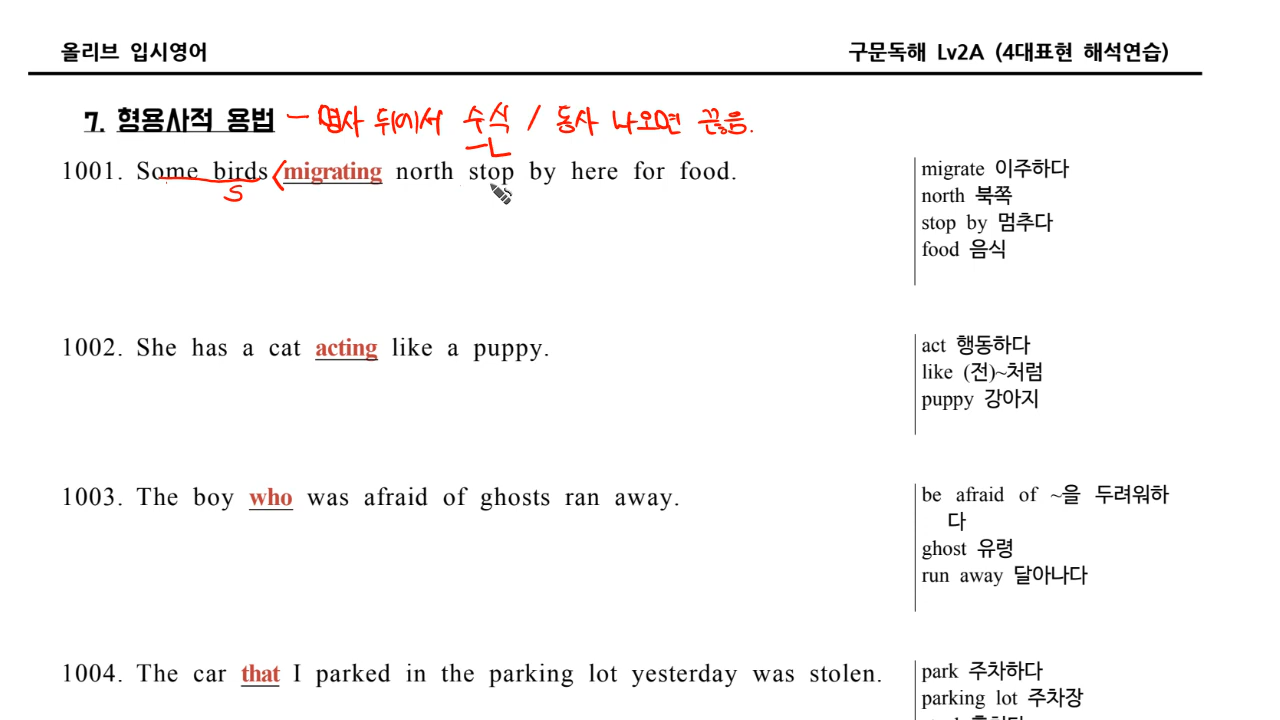 올리브 입시영어
구문독해 Lv2A (4대표현 해석연습)
7. 형용사적 용법 - 명사 뒤에서 수식 / 동사 나오면 끊음.
ㄴ
1001. Some birds migrating north stop by here for food.
S
migrate 이주하다
north 북쪽
stop by 멈추다
food 음식
1002. She has a cat acting like a puppy.
act 행동하다
like (전)~처럼
puppy 강아지
1003. The boy who was afraid of ghosts ran away.
be afraid of ~을 두려워하
다
ghost 유령
run away 달아나다
1004. The car that I parked in the parking lot yesterday was stolen.
park 주차하다
parking lot 주차장